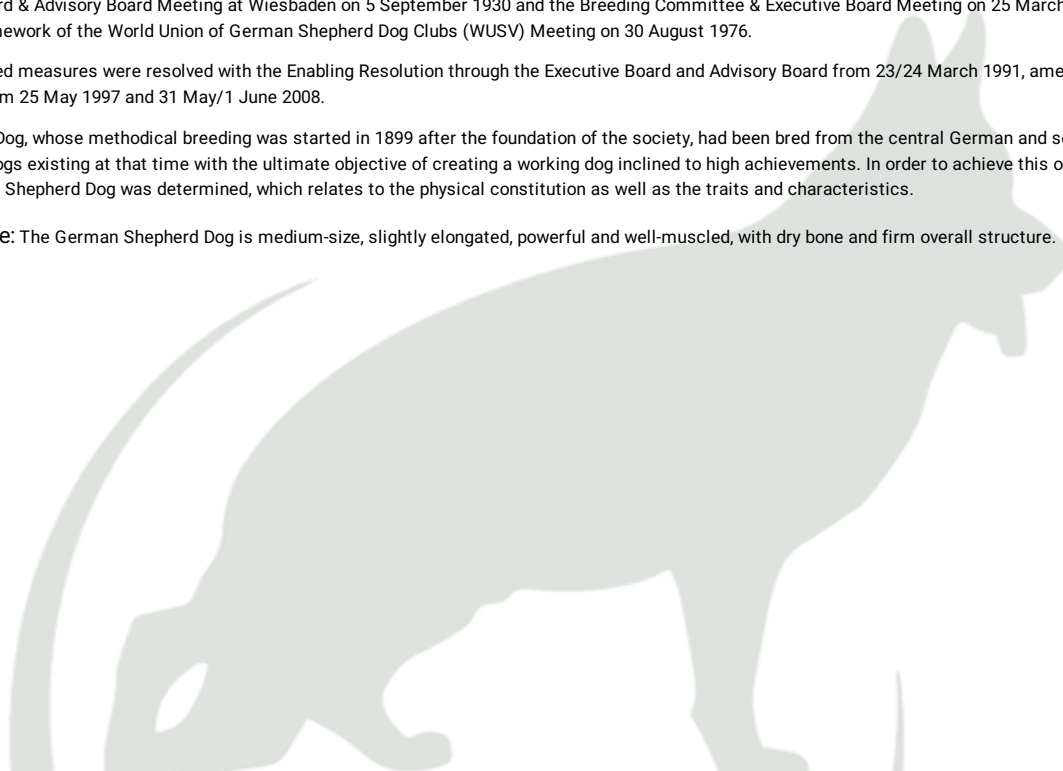 rd & Advisory Board Meeting at Wiesbaden on 5 September 1930 and the Breeding Committee & Executive Board Meeting on 25 March
nework of the World Union of German Shepherd Dog Clubs (WUSV) Meeting on 30 August 1976.
ed measures were resolved with the Enabling Resolution through the Executive Board and Advisory Board from 23/24 March 1991, ame
m 25 May 1997 and 31 May/1 June 2008.
Dog, whose methodical breeding was started in 1899 after the foundation of the society, had been bred from the central German and s
ogs existing at that time with the ultimate objective of creating a working dog inclined to high achievements. In order to achieve this o
Shepherd Dog was determined, which relates to the physical constitution as well as the traits and characteristics.
e: The German Shepherd Dog is medium-size, slightly elongated, powerful and well-muscled, with dry bone and firm overall structure.